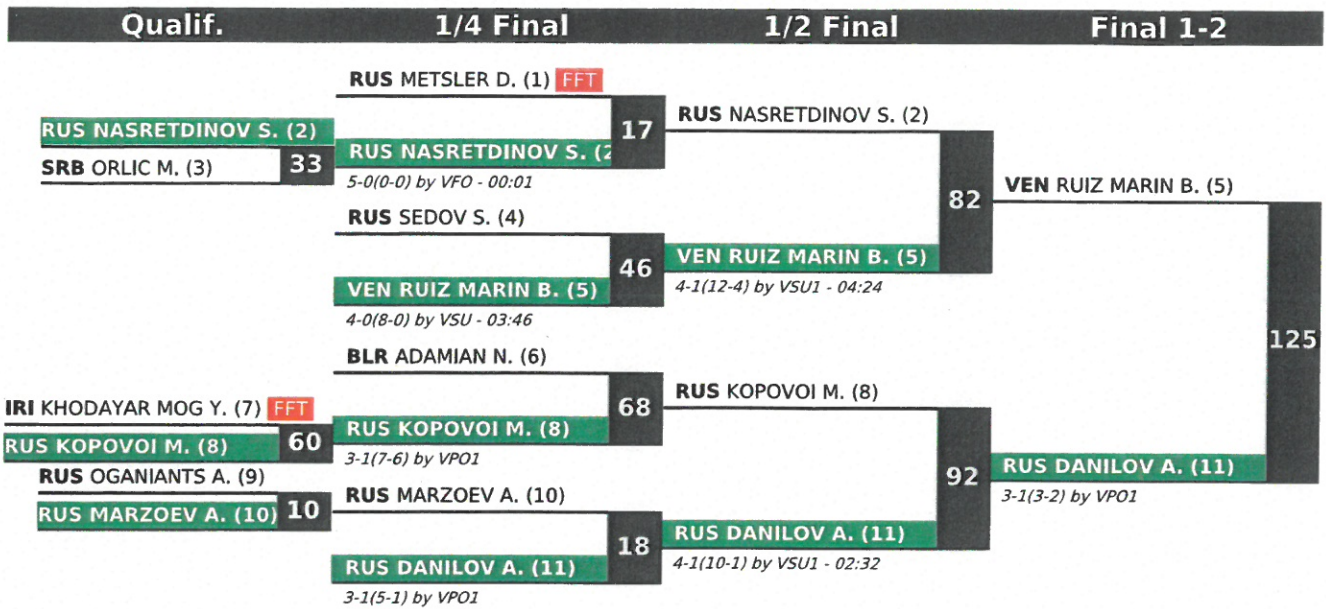 Qualif.
1/4 Final
1/2 Final
Final 1-2
RUS NASRETDINOV S. (2)
SRB ORLIC M. (3)
33
IRI KHODAYAR MOG Y. (7) FFT
RUS KOPOVOI M. (8)
60
RUS OGANIANTS A. (9)
RUS MARZOEV A. (10)
10
RUS METSLER D. (1) FFT
RUS NASRETDINOV S. (2
17
5-0(0-0) by VFO - 00:01
RUS SEDOV S. (4)
VEN RUIZ MARIN B. (5)
46
4-0(8-0) by VSU - 03:46
BLR ADAMIAN N. (6)
RUS KOPOVOI M. (8)
68
3-1(7-6) by VPO1
RUS MARZOEV A. (10)
RUS DANILOV A. (11)
18
3-1(5-1) by VPO1
RUS NASRETDINOV S. (2)
VEN RUIZ MARIN B. (5)
82
4-1(12-4) by VSU1 - 04:24
RUS KOPOVOI M. (8)
RUS DANILOV A. (11)
92
4-1(10-1) by VSU1 - 02:32
VEN RUIZ MARIN B. (5)
RUS DANILOV A. (11)
125
3-1(3-2) by VPO1